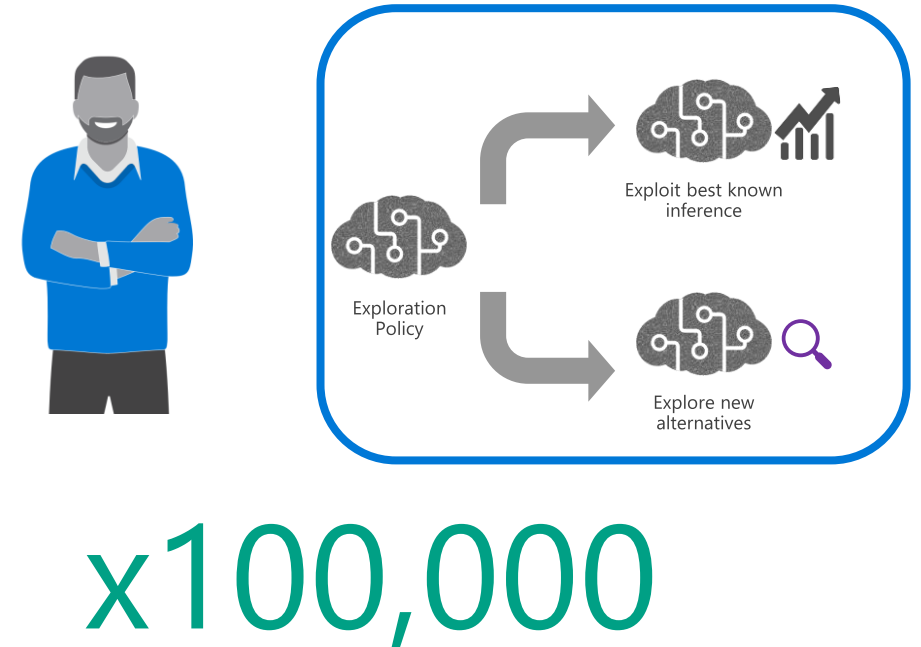 Exploit best known
inference
Exploration
Policy
Explore new
alternatives
x100,000